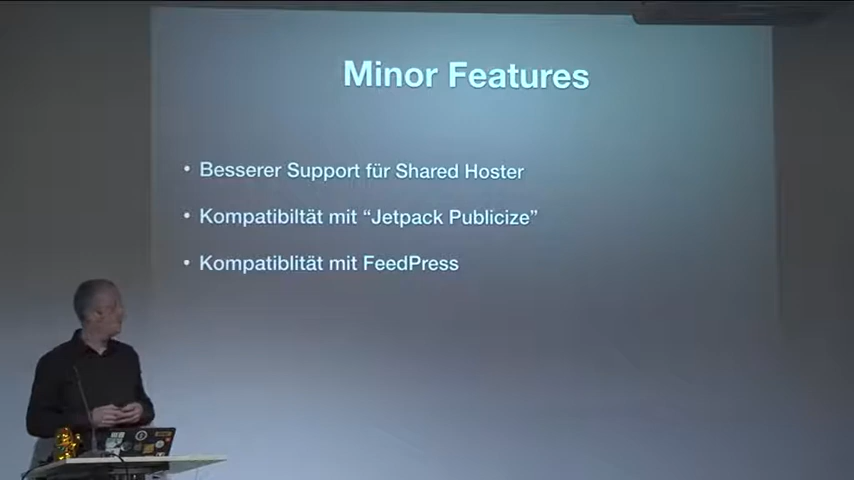 Minor Features
• Besserer Support für Shared Hoster
• Kompatibiltät mit “Jetpack Publicize”
• Kompatiblität mit FeedPress